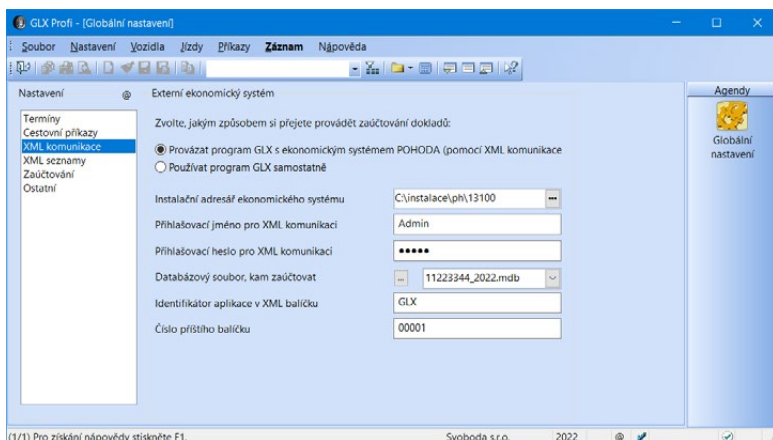 GLX Profi - [Globální nastavení]
Soubor Nastavení Vozidla Jízdy Příkazy Záznam Nápověda
Nastavení @
Termíny
Cestovní příkazy
XML komunikace
XML seznamy
Zaúčtování
Ostatní
Externí ekonomický systém
Zvolte, jakým způsobem si přejete provádět zaúčtování dokladů:
Provázat program GLX s ekonomickým systémem POHODA (pomocí XML komunikace
Používat program GLX samostatně
Instalační adresář ekonomického systému C:\instalace\ph\13100 ...
Přihlašovací jméno pro XML komunikaci Admin
Přihlašovací heslo pro XML komunikaci •••••
Databázový soubor, kam zaúčtovat ... 11223344_2022.mdb
Identifikátor aplikace v XML balíčku GLX
Číslo příštího balíčku 00001
Agendy
Globální
nastavení
(1/1) Pro získání nápovědy stiskněte F1. Svoboda s.r.o. 2022 @